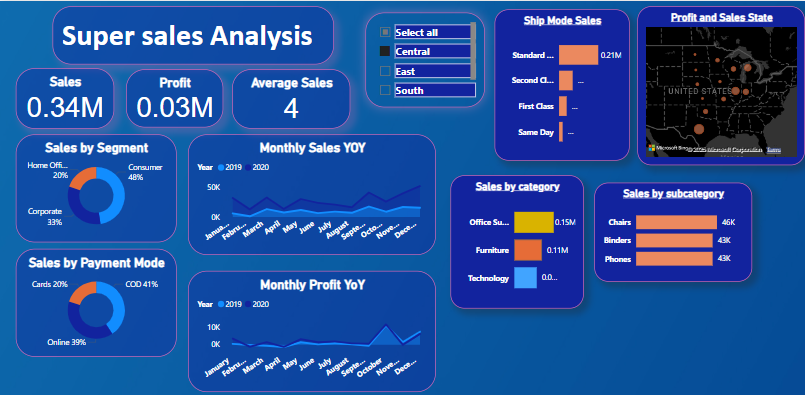 Super sales Analysis
Select all
Central
East
South
Sales
0.34M
Profit
0.03M
Average Sales
4
Ship Mode Sales
Standard ...
0.21M
Second Cl...
...
First Class
...
Same Day
...
Profit and Sales State
UNITED STATES
Microsoft Bing
Microsoft Corporation
Terms
Sales by Segment
Home Offi...
20%
Consumer
48%
Corporate
33%
Monthly Sales YOY
Year 2019 2020
50K
0K
Janua...
Febru...
March
April
May
June
July
August
Septe...
Octo...
Nove...
Dece...
Sales by category
Office Su...
0.15M
Furniture
0.11M
Technology
0.0...
Sales by subcategory
Chairs
46K
Binders
43K
Phones
43K
Sales by Payment Mode
Cards 20%
COD 41%
Online 39%
Monthly Profit YoY
Year 2019 2020
10K
0K
January
Febru...
March
April
May
June
July
August
Septe...
October
Nove...
Dece...